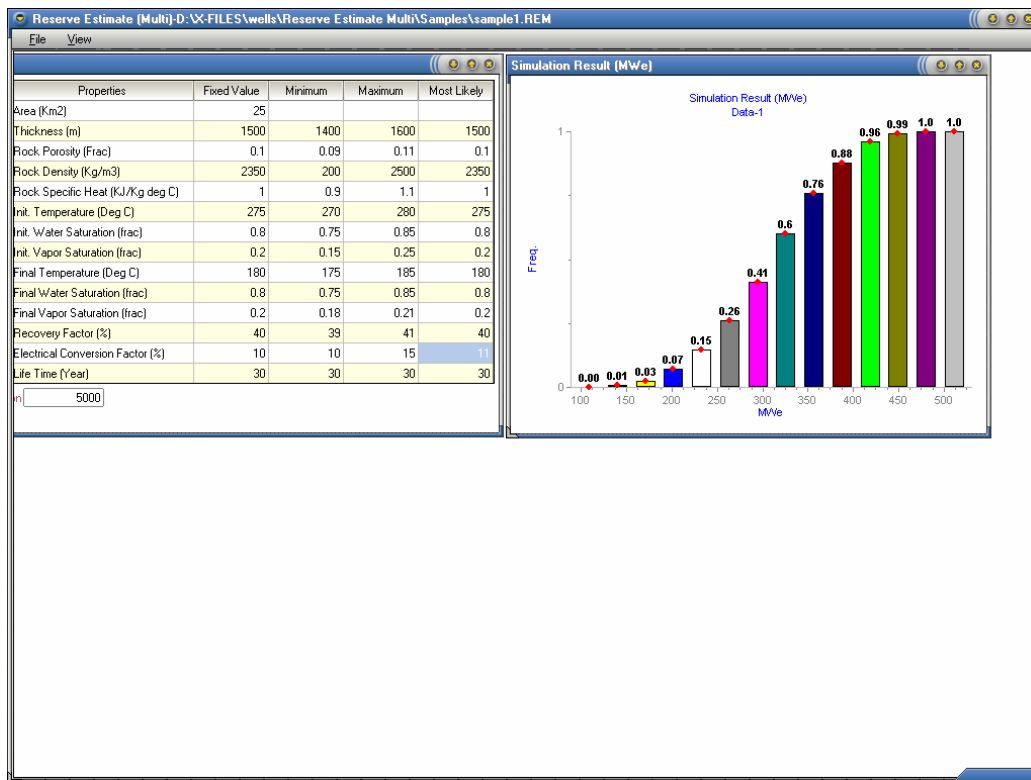 Reserve Estimate (Multi)-D:\X-FILES\wells\Reserve Estimate Multi\Samples\sample1.REM
File View
Properties Fixed Value Minimum Maximum Most Likely
Area (Km2) 25
Thickness (m) 1500 1400 1600 1500
Rock Porosity (Frac) 0.1 0.09 0.11 0.1
Rock Density (Kg/m3) 2350 200 2500 2350
Rock Specific Heat (KJ/Kg deg C) 1 0.9 1.1 1
Init. Temperature (Deg C) 275 270 280 275
Init. Water Saturation (frac) 0.8 0.75 0.85 0.8
Init. Vapor Saturation (frac) 0.2 0.15 0.25 0.2
Final Temperature (Deg C) 180 175 185 180
Final Water Saturation (frac) 0.8 0.75 0.85 0.8
Final Vapor Saturation (frac) 0.2 0.18 0.21 0.2
Recovery Factor (%) 40 39 41 40
Electrical Conversion Factor (%) 10 10 15 11
Life Time (Year) 30 30 30 30
n 5000
Simulation Result (MWe)
Simulation Result (MWe)
Data-1
1
Freq.
0
0.00 0.01 0.03 0.07 0.15 0.26 0.41 0.6 0.76 0.88 0.96 0.99 1.0 1.0
100 150 200 250 300 350 400 450 500
MWe